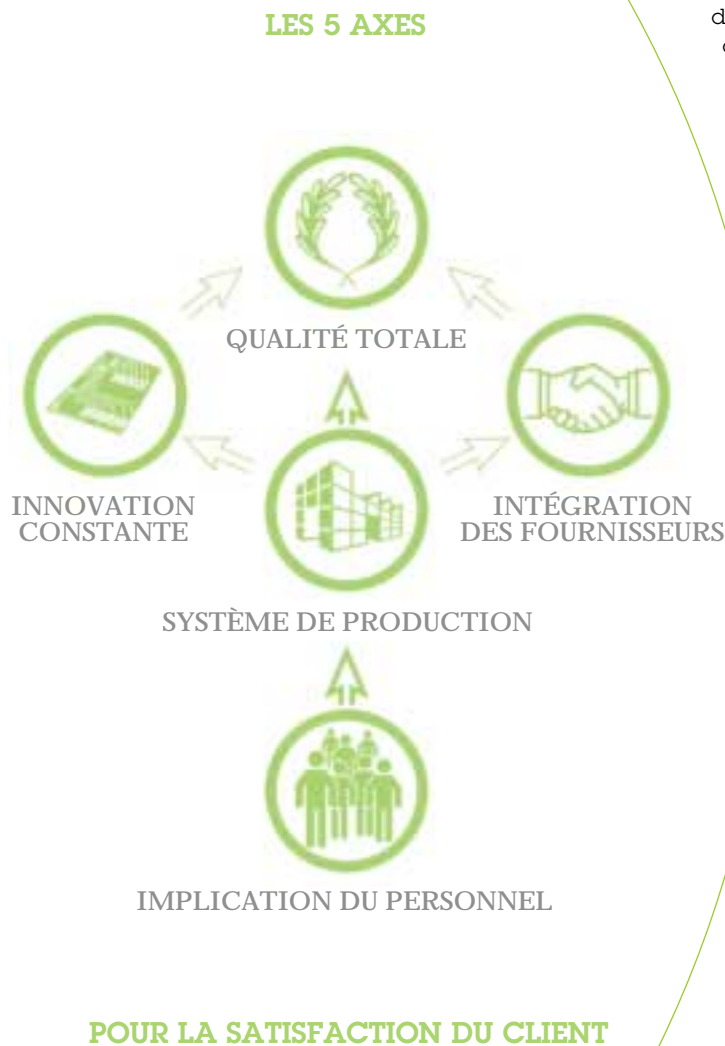 LES 5 AXES
QUALITÉ TOTALE
INNOVATION
CONSTANTE
INTÉGRATION
DES FOURNISSEURS
SYSTÈME DE PRODUCTION
IMPLICATION DU PERSONNEL
POUR LA SATISFACTION DU CLIENT